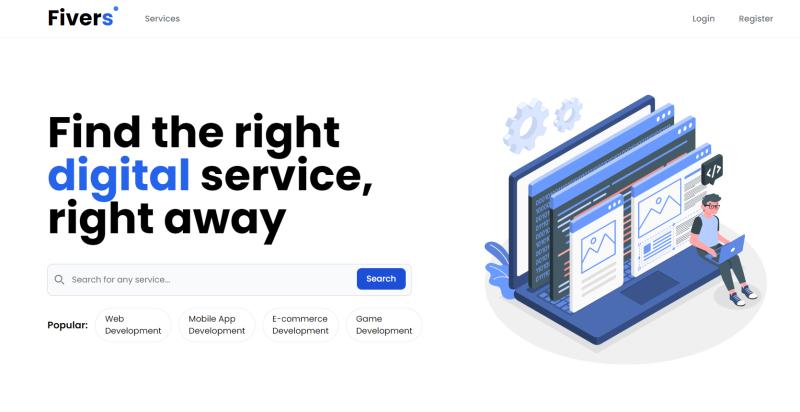 Fivers
Services
Login
Register
Find the right
digital service,
right away
Search for any service...
Search
Popular:
Web
Development
Mobile App
Development
E-commerce
Development
Game
Development
</>